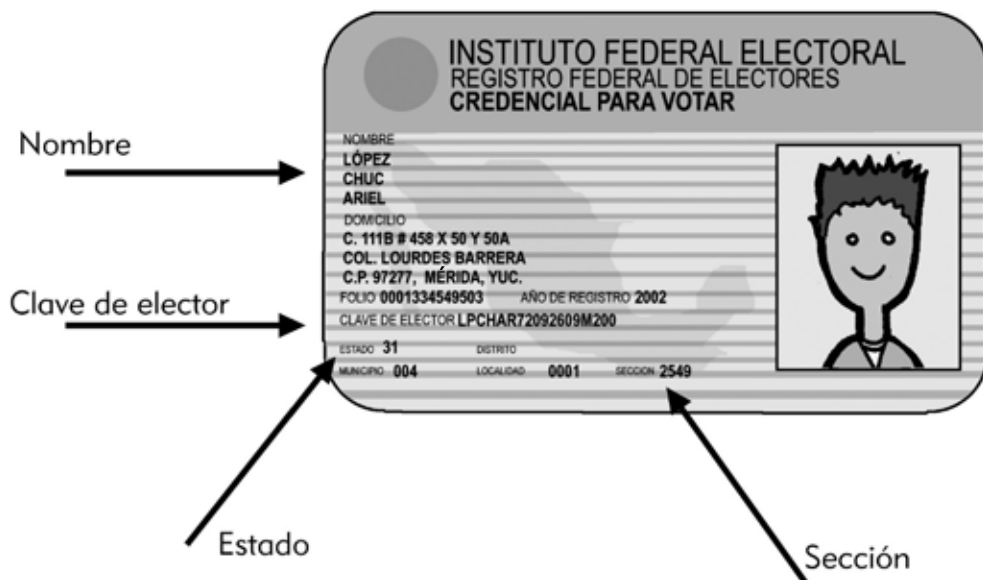 INSTITUTO FEDERAL ELECTORAL
REGISTRO FEDERAL DE ELECTORES
CREDENCIAL PARA VOTAR
Nombre
NOMBRE
LÓPEZ
CHUC
ARIEL
DOMICILIO
C. 111B # 458 X 50 Y 50A
COL. LOURDES BARRERA
C.P. 97277, MÉRIDA, YUC.
Clave de elector
FOLIO 0001334549503 AÑO DE REGISTRO 2002
CLAVE DE ELECTOR LPCHAR72092609M200
ESTADO 31 DISTRITO
MUNICIPIO 004 LOCALIDAD 0001 SECCION 2549
Estado
Sección